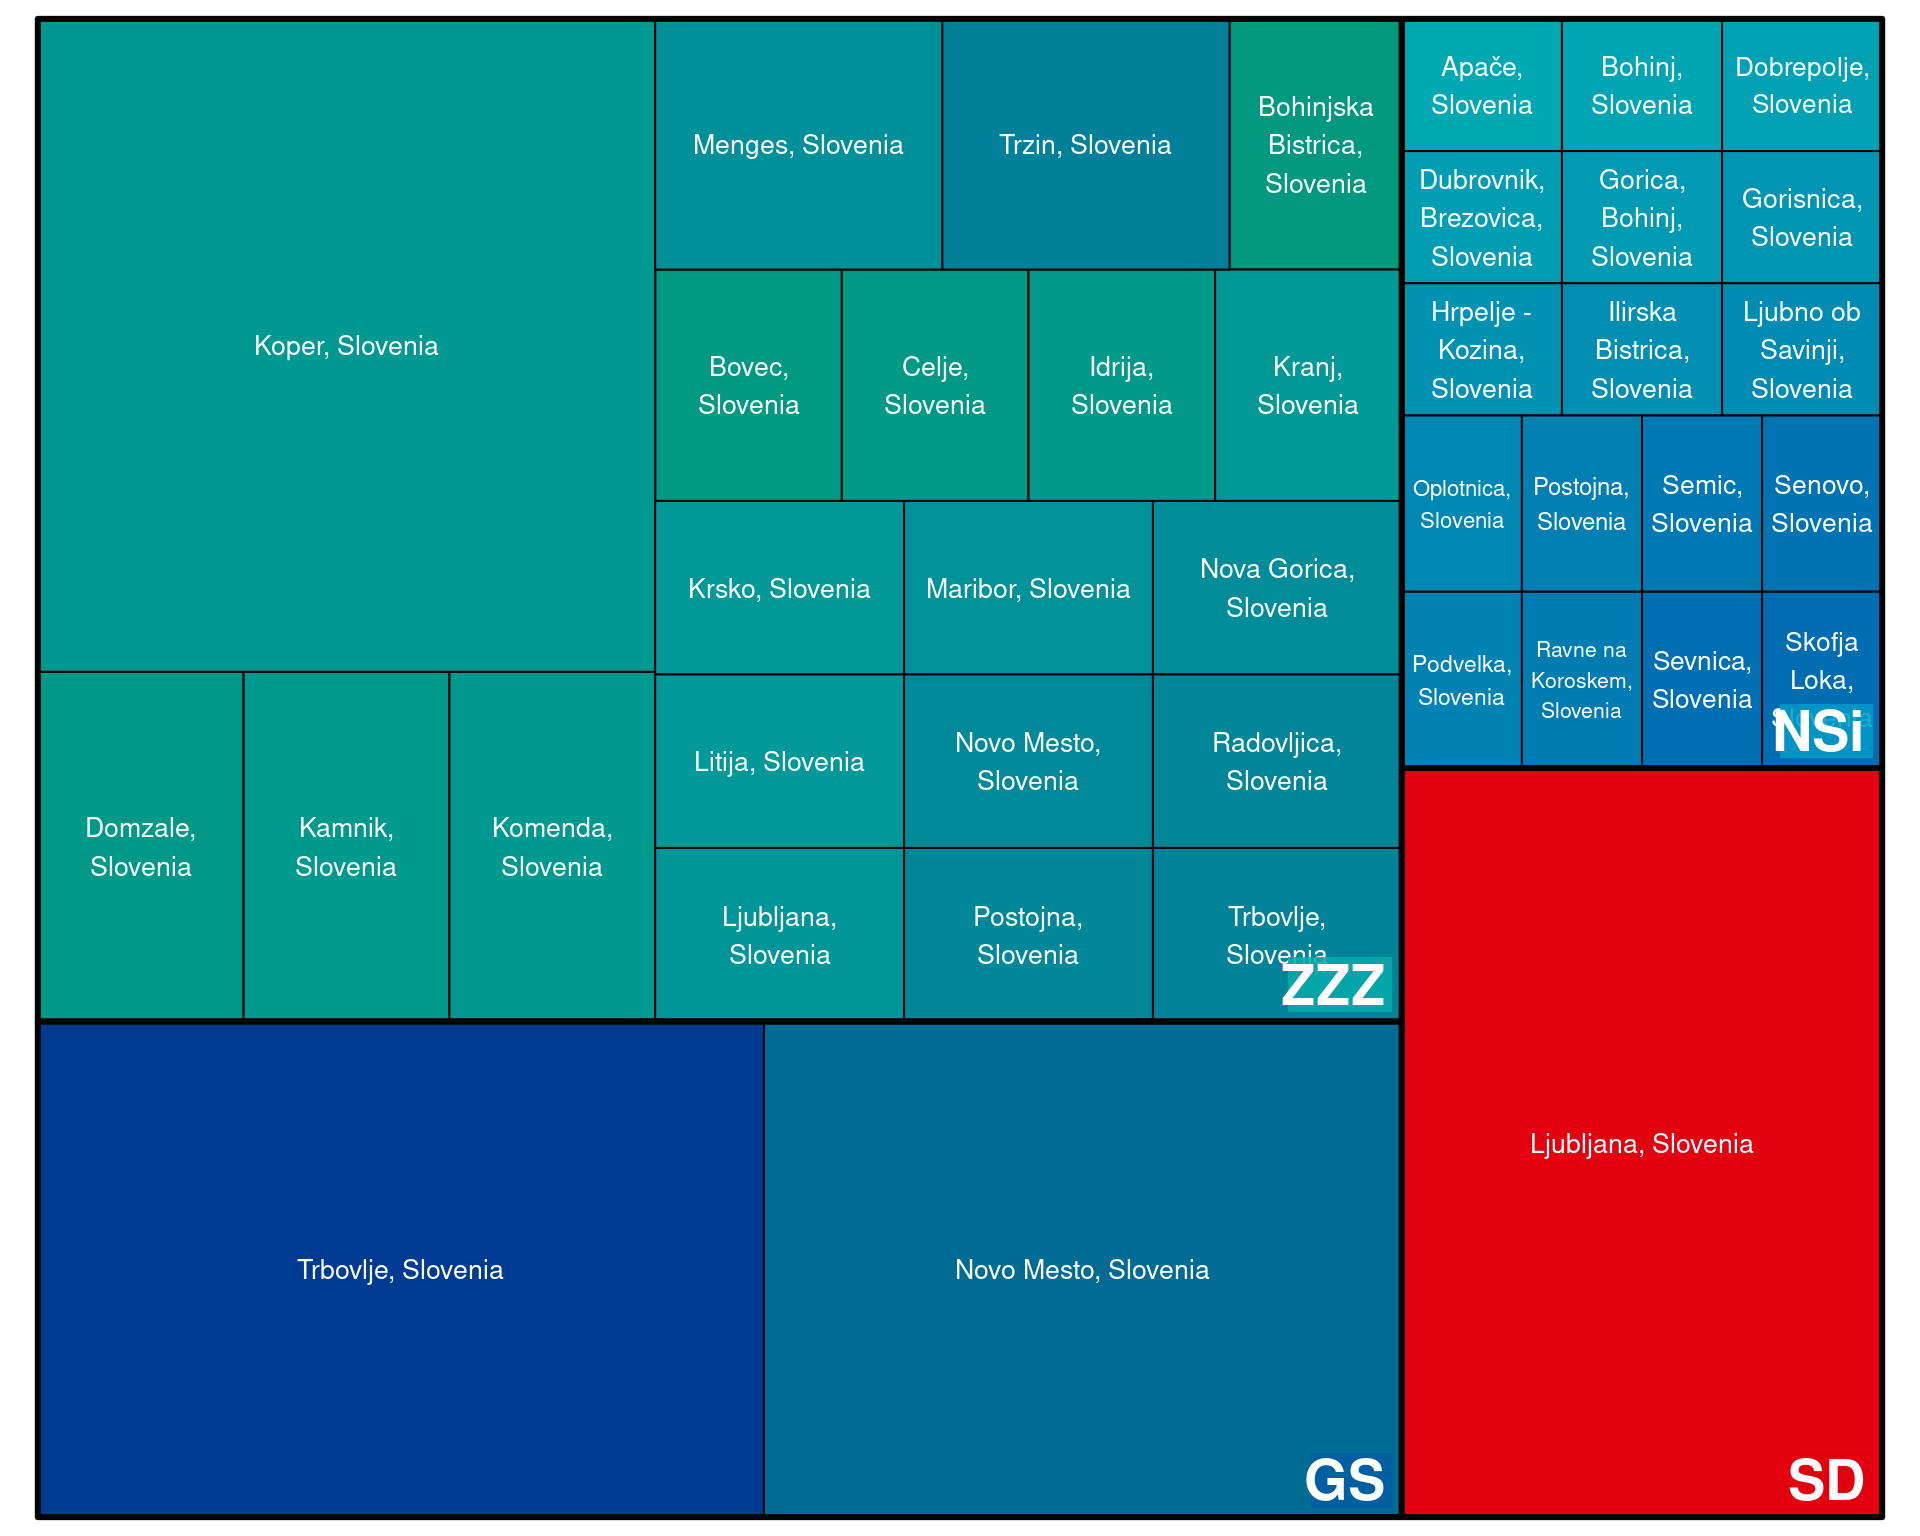 Koper, Slovenia
Menges, Slovenia
Trzin, Slovenia
Bohinjska
Bistrica,
Slovenia
Bovec,
Slovenia
Celje,
Slovenia
Idrija,
Slovenia
Kranj,
Slovenia
Krsko, Slovenia
Maribor, Slovenia
Nova Gorica,
Slovenia
Litija, Slovenia
Novo Mesto,
Slovenia
Radovljica,
Slovenia
Domzale,
Slovenia
Kamnik,
Slovenia
Komenda,
Slovenia
Ljubljana,
Slovenia
Postojna,
Slovenia
Trbovlje,
Slovenia
ZZZ
Trbovlje, Slovenia
Novo Mesto, Slovenia
GS
Apače,
Slovenia
Bohinj,
Slovenia
Dobrepolje,
Slovenia
Dubrovnik,
Brezovica,
Slovenia
Gorica,
Bohinj,
Slovenia
Gorisnica,
Slovenia
Hrpelje -
Kozina,
Slovenia
Ilirska
Bistrica,
Slovenia
Ljubno ob
Savinji,
Slovenia
Oplotnica,
Slovenia
Postojna,
Slovenia
Semic,
Slovenia
Senovo,
Slovenia
Podvelka,
Slovenia
Ravne na
Koroskem,
Slovenia
Sevnica,
Slovenia
Skofja
Loka,
NSi
Ljubljana, Slovenia
SD